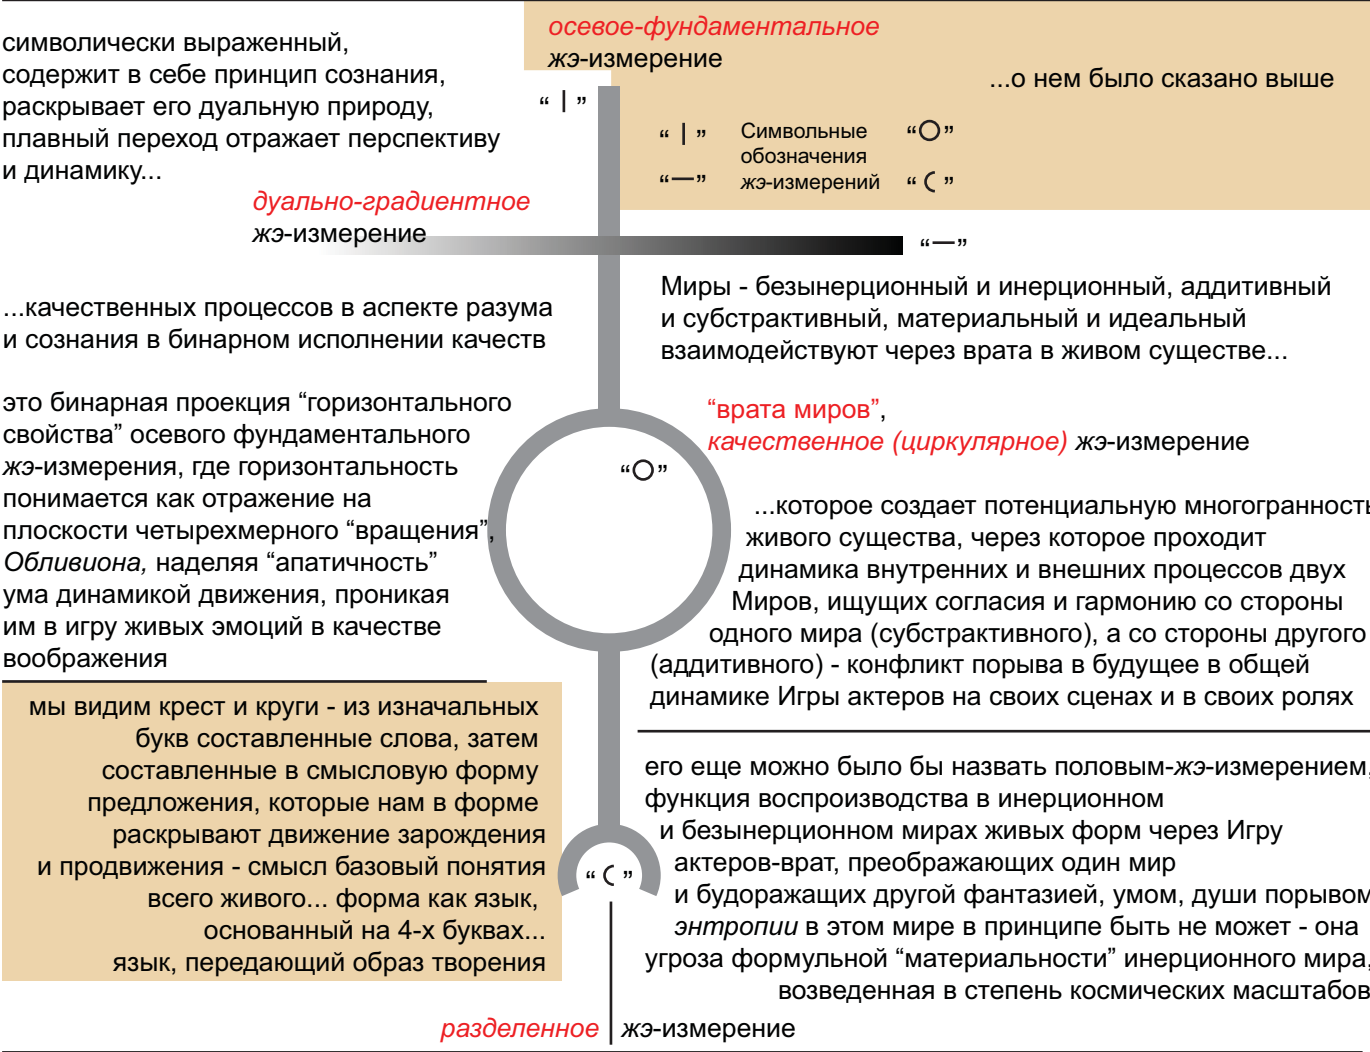 символически выраженный,
содержит в себе принцип сознания,
раскрывает его дуальную природу,
плавный переход отражает перспективу
и динамику...
осевое-фундаментальное
жэ-измерение
...о нем было сказано выше
“ | ”
“ | ” Символьные “O”
обозначения
“—” жэ-измерений “ ( ”
дуально-градиентное
жэ-измерение
“—”
...качественных процессов в аспекте разума
и сознания в бинарном исполнении качеств
Миры - безынерционный и инерционный, аддитивный
и субстрактивный, материальный и идеальный
взаимодействуют через врата в живом существе...
это бинарная проекция “горизонтального
свойства” осевого фундаментального
жэ-измерения, где горизонтальность
понимается как отражение на
плоскости четырехмерного “вращения”,
Обливиона, наделяя “апатичность”
ума динамикой движения, проникая
им в игру живых эмоций в качестве
воображения
“врата миров”,
качественное (циркулярное) жэ-измерение
“O”
...которое создает потенциальную многогранность
живого существа, через которое проходит
динамика внутренних и внешних процессов двух
Миров, ищущих согласия и гармонию со стороны
одного мира (субстрактивного), а со стороны другого
(аддитивного) - конфликт порыва в будущее в общей
динамике Игры актеров на своих сценах и в своих ролях
мы видим крест и круги - из изначальных
букв составленные слова, затем
составленные в смысловую форму
предложения, которые нам в форме
раскрывают движение зарождения
и продвижения - смысл базовый понятия
всего живого... форма как язык,
основанный на 4-х буквах...
язык, передающий образ творения
“ ( ”
его еще можно было бы назвать половым-жэ-измерением,
функция воспроизводства в инерционном
и безынерционном мирах живых форм через Игру
актеров-врат, преображающих один мир
и будоражащих другой фантазией, умом, души порывом
энтропии в этом мире в принципе быть не может - она
угроза формульной “материальности” инерционного мира,
возведенная в степень космических масштабов
разделенное жэ-измерение